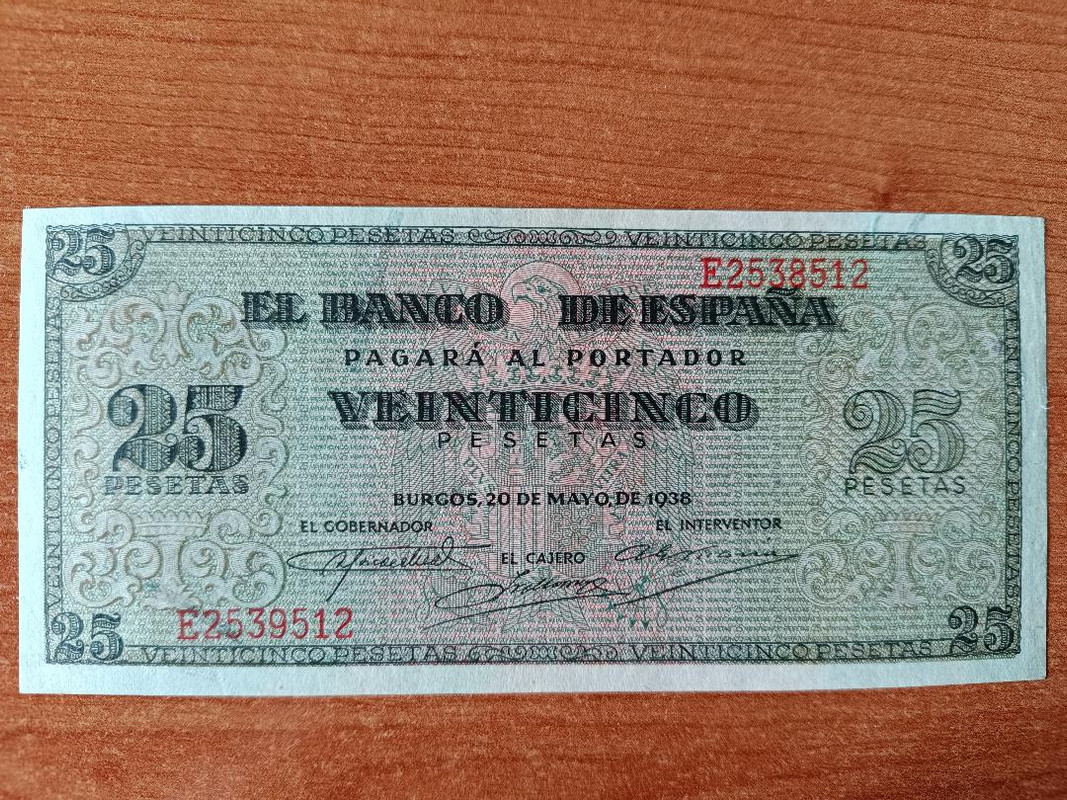 25 VEINTICINCO PESETAS VEINTICINCO PESETAS 25
E2538512
EL BANCO DE ESPAÑA
PAGARÁ AL PORTADOR
25 VEINTICINCO 25
PESETAS
PESETAS PESETAS
BURGOS, 20 DE MAYO, DE 1938
EL GOBERNADOR EL INTERVENTOR
EL CAJERO
E2539512
25 VEINTICINCO PESETAS VEINTICINCO PESETAS 25